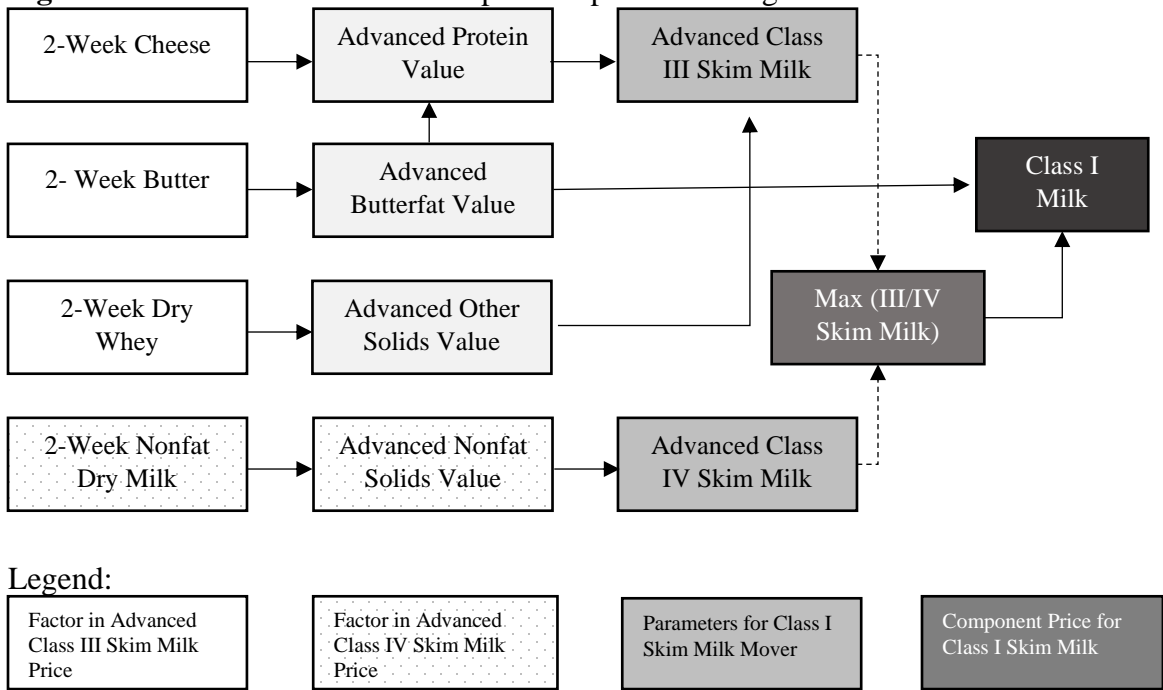 2-Week Cheese
Advanced Protein
Value
Advanced Class
III Skim Milk
2- Week Butter
Advanced
Butterfat Value
Class I
Milk
2-Week Dry
Whey
Advanced Other
Solids Value
Max (III/IV
Skim Milk)
2-Week Nonfat
Dry Milk
Advanced Nonfat
Solids Value
Advanced Class
IV Skim Milk
Legend:
Factor in Advanced
Class III Skim Milk
Price
Factor in Advanced
Class IV Skim Milk
Price
Parameters for Class I
Skim Milk Mover
Component Price for
Class I Skim Milk